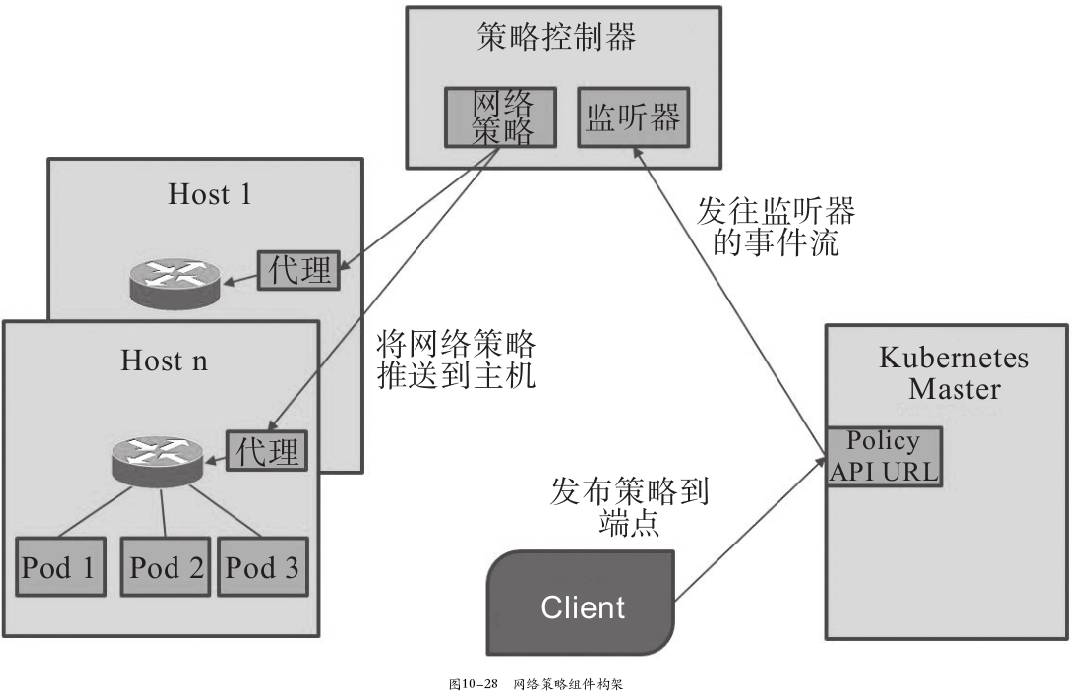 策略控制器
网络
策略
监听器
Host 1
代理
发往监听器
的事件流
Host n
代理
将网络策略
推送到主机
Kubernetes
Master
Policy
API URL
发布策略到
端点
Pod 1
Pod 2
Pod 3
Client
图10-28 网络策略组件构架